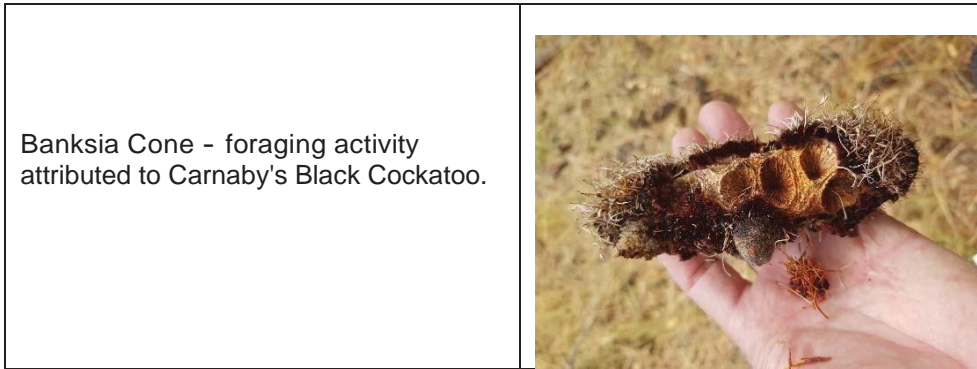 Banksia Cone - foraging activity
attributed to Carnaby's Black Cockatoo.